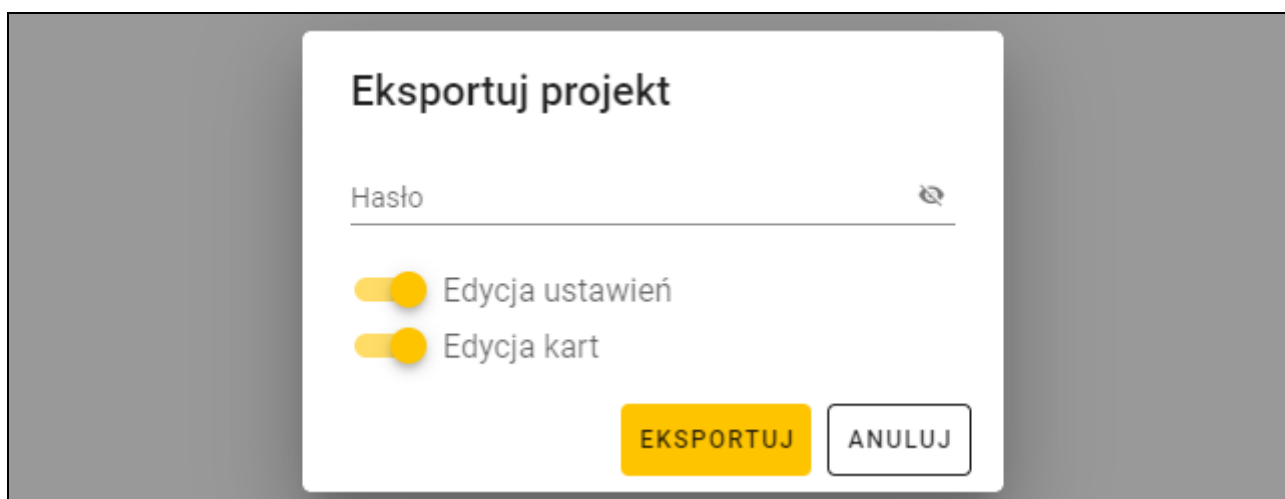 Eksportuj projekt
Hasło
Edycja ustawień
Edycja kart
EKSPORTUJ ANULUJ